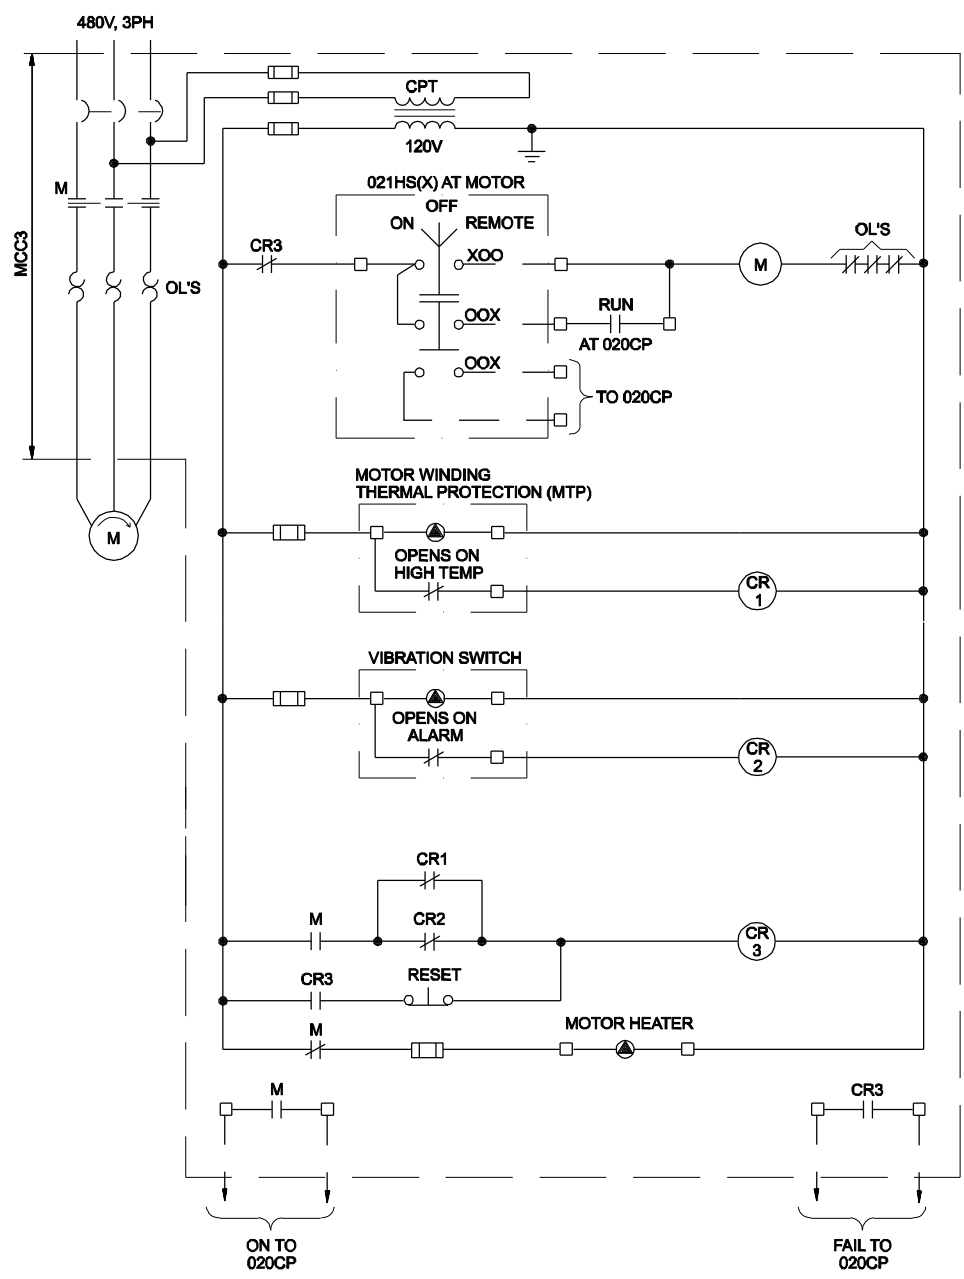 480V, 3PH
CPT
120V
MCC3
M
OL'S
021HS(X) AT MOTOR
OFF
ON
REMOTE
CR3
XOO
M
OL'S
OOX
RUN
AT 020CP
OOX
TO 020CP
MOTOR WINDING
THERMAL PROTECTION (MTP)
M
OPENS ON
HIGH TEMP
CR
1
VIBRATION SWITCH
OPENS ON
ALARM
CR
2
CR1
M
CR2
CR
3
CR3
RESET
M
MOTOR HEATER
M
CR3
ON TO
020CP
FAIL TO
020CP